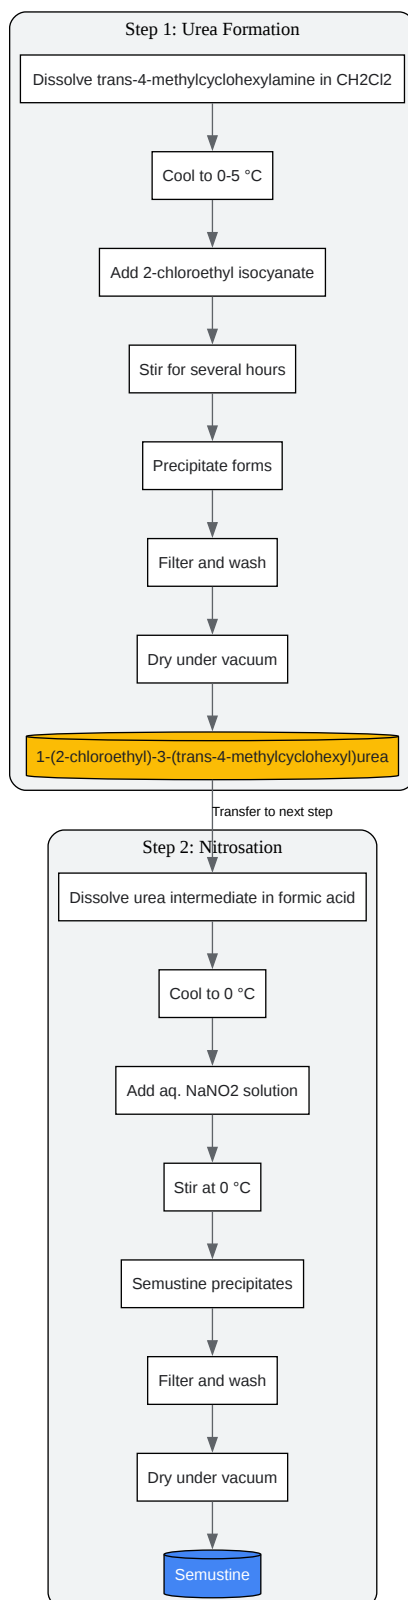 Step 1: Urea Formation
Dissolve trans-4-methylcyclohexylamine in CH2Cl2
Cool to 0-5 °C
Add 2-chloroethyl isocyanate
Stir for several hours
Precipitate forms
Filter and wash
Dry under vacuum
1-(2-chloroethyl)-3-(trans-4-methylcyclohexyl)urea
Transfer to next step
Step 2: Nitrosation
Dissolve urea intermediate in formic acid
Cool to 0 °C
Add aq. NaNO2 solution
Stir at 0 °C
Semustine precipitates
Filter and wash
Dry under vacuum
Semustine